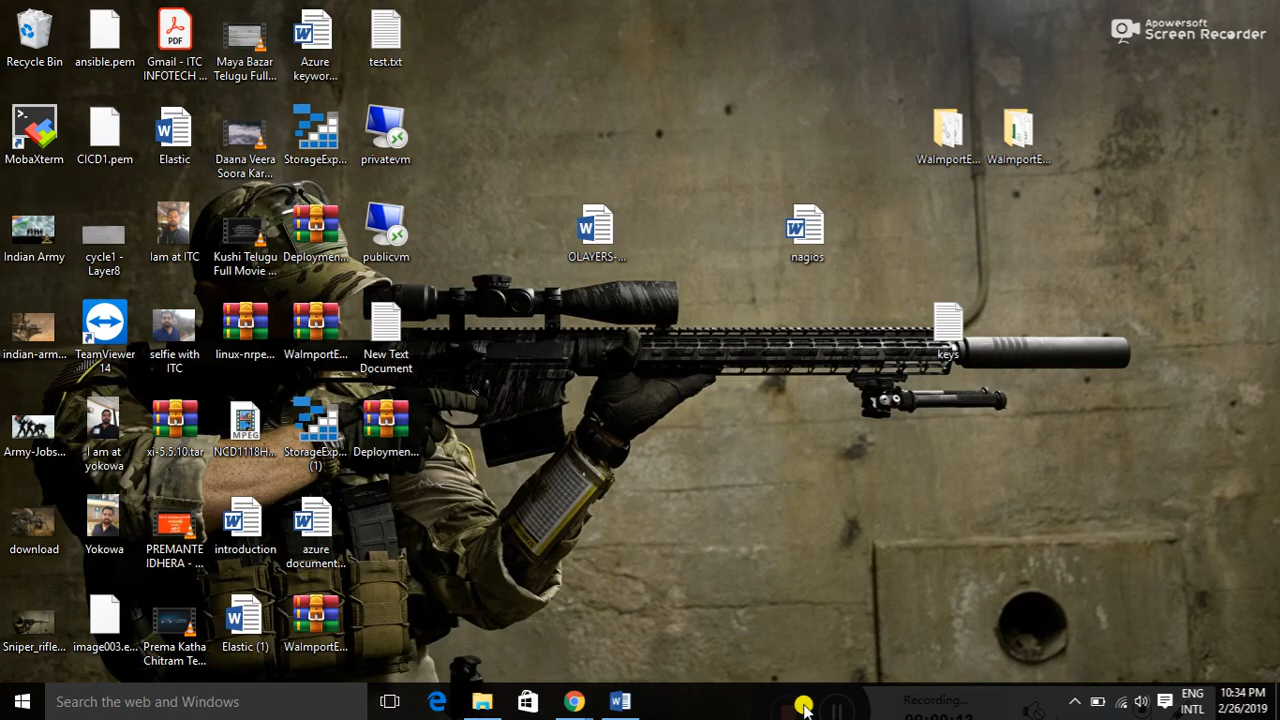 Apowersoft
Screen Recorder
Recycle Bin
ansible.pem
Gmail - ITC
INFOTECH ...
Maya Bazar
Telugu Full...
Azure
keywor...
test.txt
MobaXterm
CICD1.pem
Elastic
Daana Veera
Soora Kar...
StorageExp...
privatevm
WaImportE...
WaImportE...
Indian Army
cycle1 -
Layer8
Iam at ITC
Kushi Telugu
Full Movie ...
Deploymen...
publicvm
OLAYERS-...
nagios
indian-arm...
TeamViewer
14
selfie with
ITC
linux-nrpe...
WaImportE...
New Text
Document
keys
Army-Jobs...
I am at
yokowa
xi-5.5.10.tar
MPEG
NCD1118H...
StorageExp...
(1)
Deploymen...
download
Yokowa
PREMANTE
IDHERA - ...
introduction
azure
document...
Sniper_rifle...
image003.e...
Prema Katha
Chitram Te...
Elastic (1)
WaImportE...
Search the web and Windows
Recording...
ENG
INTL
10:34 PM
2/26/2019